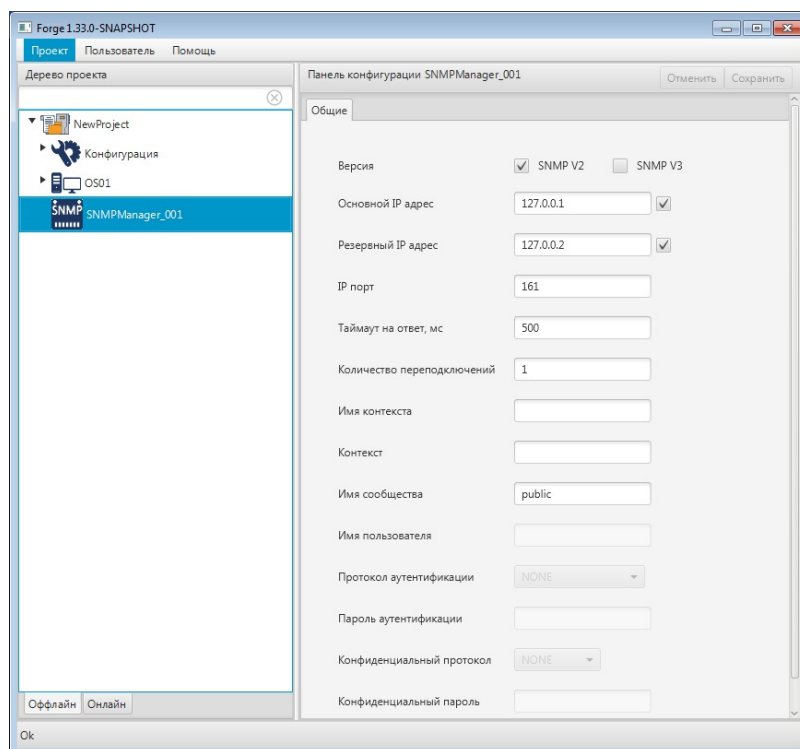 Forge 1.33.0-SNAPSHOT
Проект Пользователь Помощь
Дерево проекта
NewProject
Конфигурация
OS01
SNMP SNMPManager_001
Оффлайн Онлайн
Панель конфигурации SNMPManager_001 Отменить Сохранить
Общие
Версия SNMP V2 SNMP V3
Основной IP адрес 127.0.0.1
Резервный IP адрес 127.0.0.2
IP порт 161
Таймаут на ответ, мс 500
Количество переподключений 1
Имя контекста
Контекст
Имя сообщества public
Имя пользователя
Протокол аутентификации NONE
Пароль аутентификации
Конфиденциальный протокол NONE
Конфиденциальный пароль
Ok